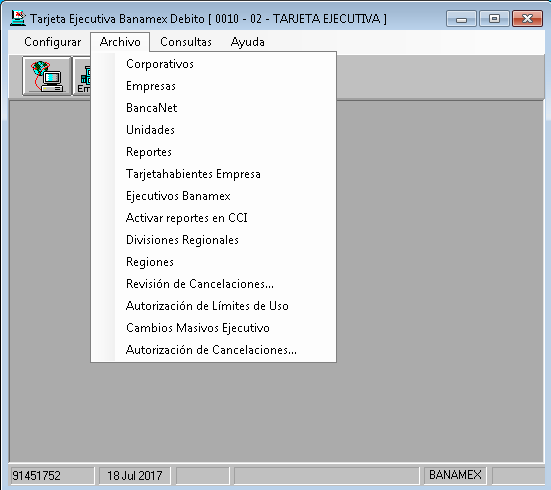 Tarjeta Ejecutiva Banamex Debito [ 0010 - 02 - TARJETA EJECUTIVA ]
Configurar Archivo Consultas Ayuda
Corporativos
Empresas
BancaNet
Unidades
Reportes
Tarjetahabientes Empresa
Ejecutivos Banamex
Activar reportes en CCI
Divisiones Regionales
Regiones
Revisión de Cancelaciones...
Autorización de Límites de Uso
Cambios Masivos Ejecutivo
Autorización de Cancelaciones...
91451752 18 Jul 2017 BANAMEX